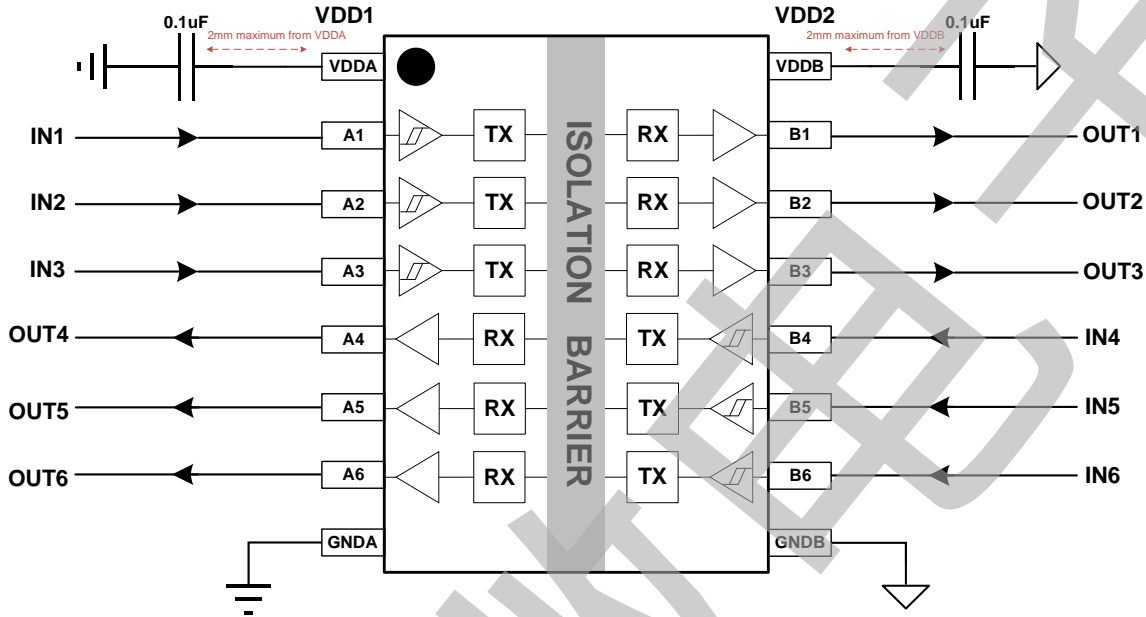 VDD1 VDD2
0.1uF 0.1uF
2mm maximum from VDDA 2mm maximum from VDDB
VDDA VDDB
IN1 A1 TX RX B1 OUT1
IN2 A2 TX RX B2 OUT2
IN3 A3 TX RX B3 OUT3
OUT4 A4 RX TX B4 IN4
OUT5 A5 RX TX B5 IN5
OUT6 A6 RX TX B6 IN6
ISOLATION BARRIER
GNDA GNDB